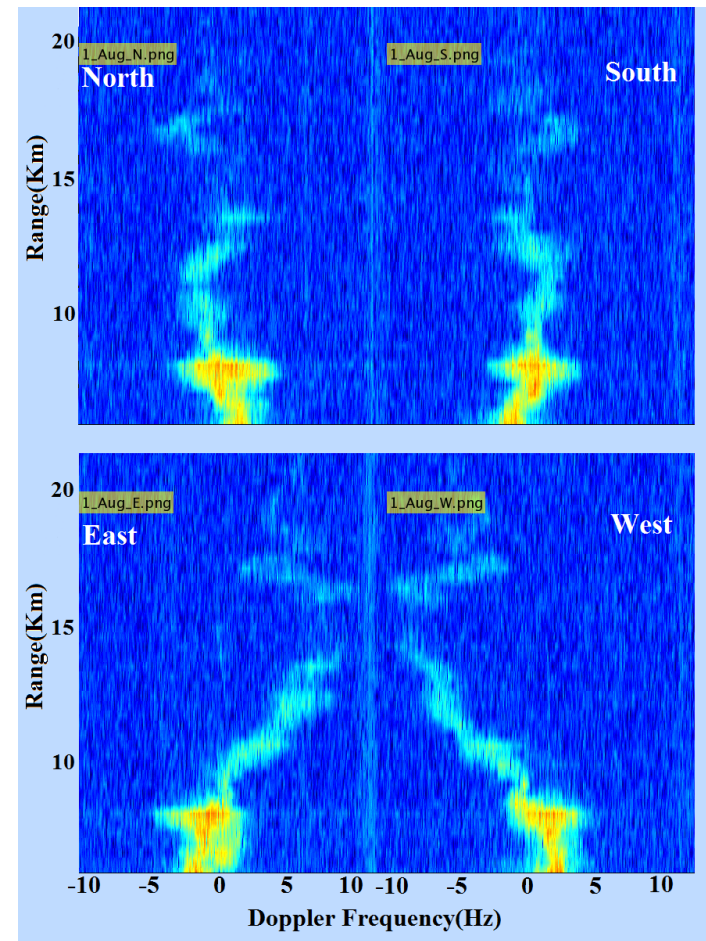 20
1_Aug_N.png
1_Aug_S.png
North
South
15
Range(Km)
10
20
1_Aug_E.png
1_Aug_W.png
East
West
15
Range(Km)
10
-10 -5 0 5 10 -10 -5 0 5 10
Doppler Frequency(Hz)